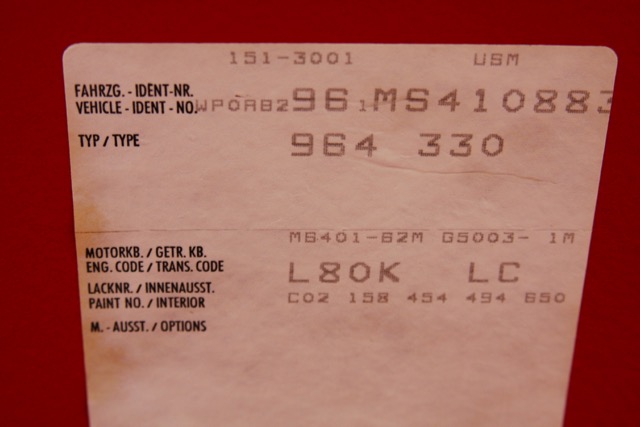 151-3001 USM
FAHRZG. - IDENT-NR.
VEHICLE - IDENT - NO. WP0AB296 1MS410883
TYP / TYPE 964 330
MOTORKB. / GETR. KB. M6401-62M G5003- 1M
ENG. CODE / TRANS. CODE
LACKNR. / INNENAUSST. L80K LC
PAINT NO. / INTERIOR C02 158 454 494 650
M. - AUSST. / OPTIONS